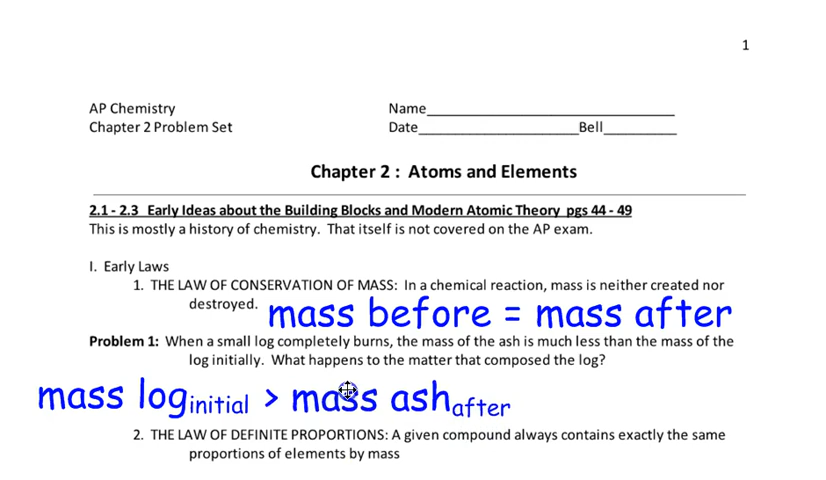 1
AP Chemistry Name______________________________
Chapter 2 Problem Set Date____________________Bell_________
Chapter 2 : Atoms and Elements
2.1 - 2.3 Early Ideas about the Building Blocks and Modern Atomic Theory pgs 44 - 49
This is mostly a history of chemistry. That itself is not covered on the AP exam.
I. Early Laws
1. THE LAW OF CONSERVATION OF MASS: In a chemical reaction, mass is neither created nor
destroyed.
mass before = mass after
Problem 1: When a small log completely burns, the mass of the ash is much less than the mass of the
log initially. What happens to the matter that composed the log?
mass log initial > mass ash after
2. THE LAW OF DEFINITE PROPORTIONS: A given compound always contains exactly the same
proportions of elements by mass